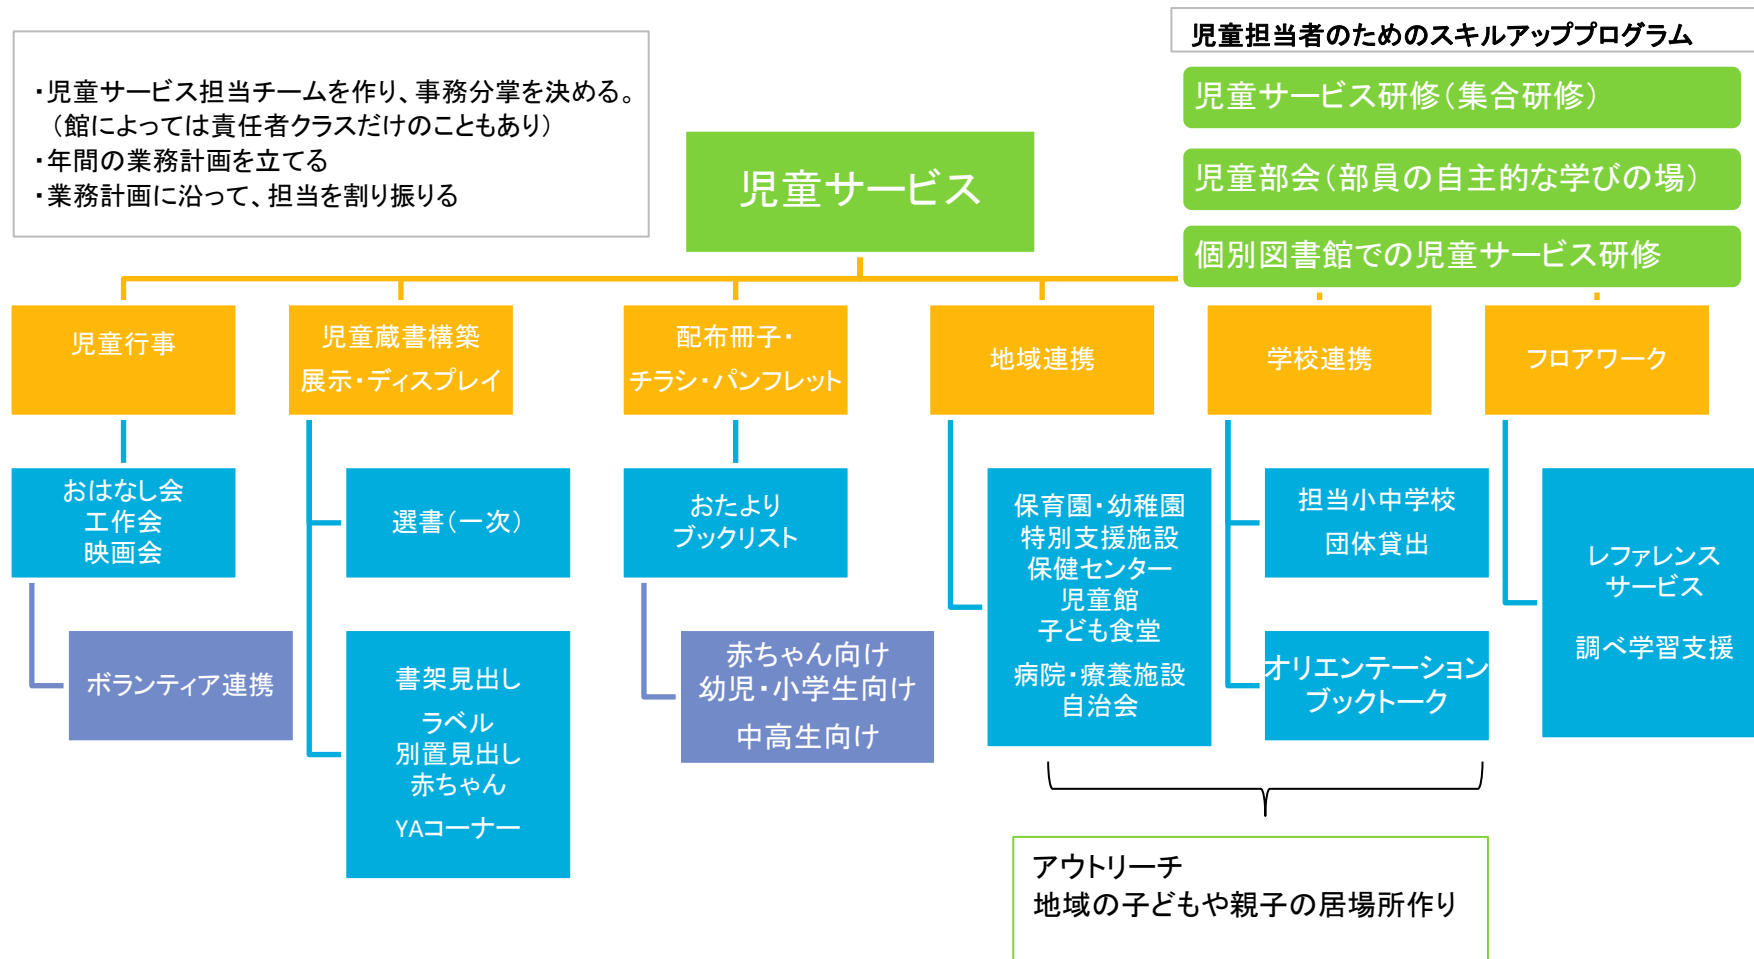 ・児童サービス担当チームを作り、事務分掌を決める。
（館によっては責任者クラスだけのこともあり）
・年間の業務計画を立てる
・業務計画に沿って、担当を割り振りる
児童担当者のためのスキルアッププログラム
児童サービス研修（集合研修）
児童部会（部員の自主的な学びの場）
個別図書館での児童サービス研修
児童サービス
児童行事
児童蔵書構築
展示・ディスプレイ
配布冊子・
チラシ・パンフレット
地域連携
学校連携
フロアワーク
おはなし会
工作会
映画会
ボランティア連携
選書（一次）
書架見出し
ラベル
別置見出し
赤ちゃん
YAコーナー
おたより
ブックリスト
赤ちゃん向け
幼児・小学生向け
中高生向け
保育園・幼稚園
特別支援施設
保健センター
児童館
子ども食堂
病院・療養施設
自治会
担当小中学校
団体貸出
オリエンテーション
ブックトーク
レファレンス
サービス
調べ学習支援
アウトリーチ
地域の子どもや親子の居場所作り